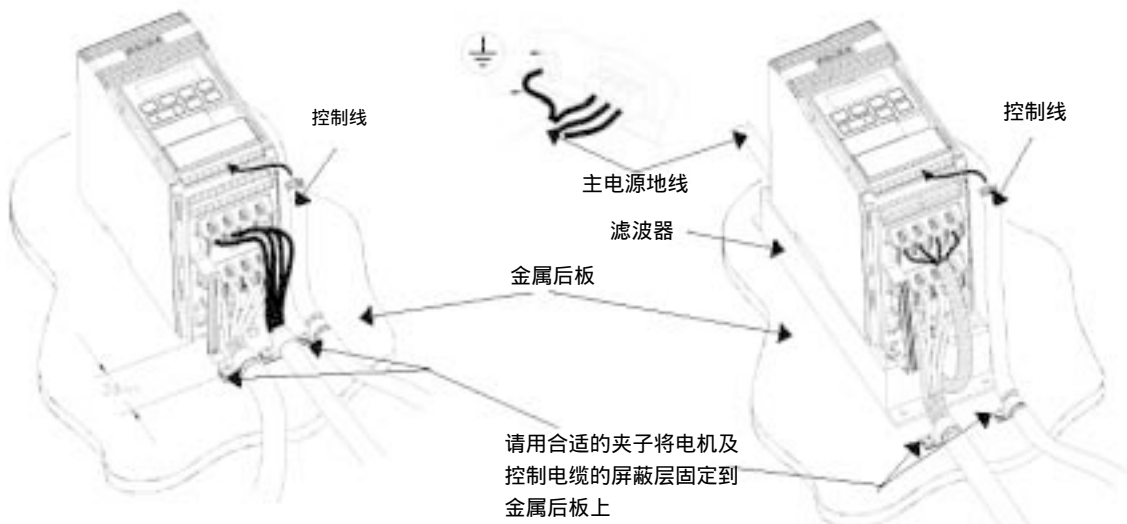 控制线
控制线
主电源地线
滤波器
金属后板
请用合适的夹子将电机及
控制电缆的屏蔽层固定到
金属后板上